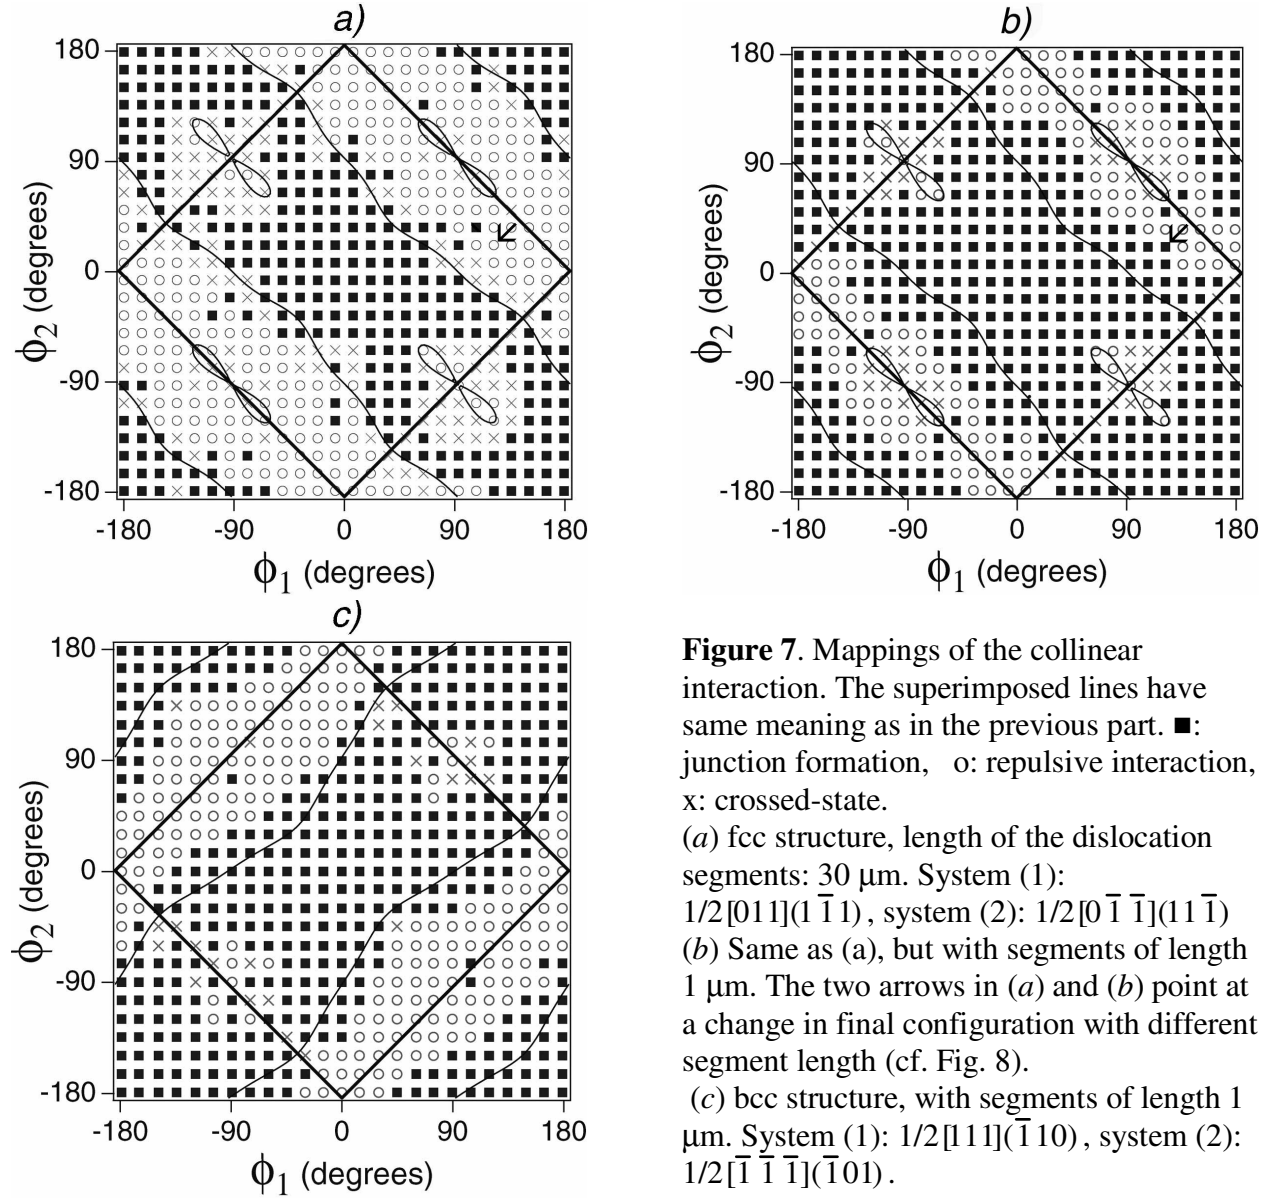 a)
180
90
0
-90
-180
ϕ2 (degrees)
-180 -90 0 90 180
ϕ1 (degrees)
b)
180
90
0
-90
-180
ϕ2 (degrees)
-180 -90 0 90 180
ϕ1 (degrees)
c)
180
90
0
-90
-180
ϕ2 (degrees)
-180 -90 0 90 180
ϕ1 (degrees)
Figure 7. Mappings of the collinear
interaction. The superimposed lines have
same meaning as in the previous part. ■:
junction formation, o: repulsive interaction,
x: crossed-state.
(a) fcc structure, length of the dislocation
segments: 30 μm. System (1):
1/2[011](1 1̅ 1), system (2): 1/2[0 1̅ 1̅](11 1̅)
(b) Same as (a), but with segments of length
1 μm. The two arrows in (a) and (b) point at
a change in final configuration with different
segment length (cf. Fig. 8).
(c) bcc structure, with segments of length 1
μm. System (1): 1/2[111](1̅ 10), system (2):
1/2[1̅ 1̅ 1̅](1̅ 01).